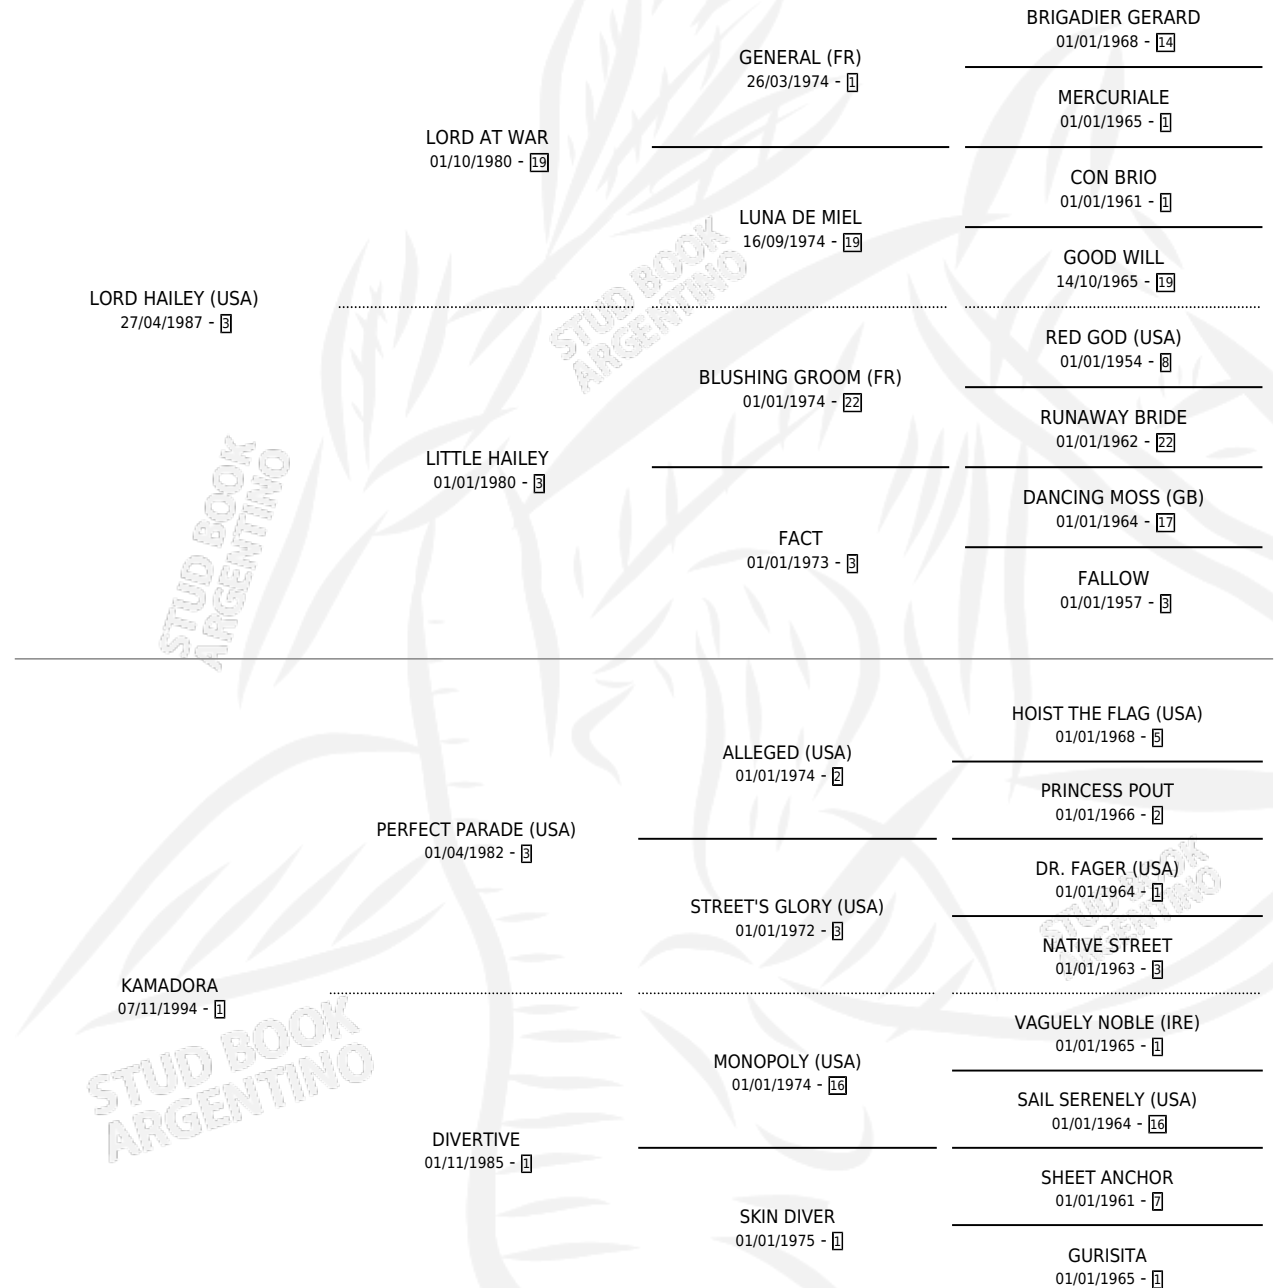 BRIGADIER GERARD
01/01/1968 - 14
GENERAL (FR)
26/03/1974 - 1
MERCURIALE
01/01/1965 - 1
LORD AT WAR
01/10/1980 - 19
CON BRIO
01/01/1961 - 1
LUNA DE MIEL
16/09/1974 - 19
GOOD WILL
14/10/1965 - 19
LORD HAILEY (USA)
27/04/1987 - 3
STUD BOOK
ARGENTINO
RED GOD (USA)
01/01/1954 - 8
BLUSHING GROOM (FR)
01/01/1974 - 22
RUNAWAY BRIDE
01/01/1962 - 22
LITTLE HAILEY
01/01/1980 - 3
DANCING MOSS (GB)
01/01/1964 - 17
FACT
01/01/1973 - 3
FALLOW
01/01/1957 - 3
STUD BOOK
ARGENTINO
HOIST THE FLAG (USA)
01/01/1968 - 5
ALLEGED (USA)
01/01/1974 - 2
PRINCESS POUT
01/01/1966 - 2
PERFECT PARADE (USA)
01/04/1982 - 3
DR. FAGER (USA)
01/01/1964 - 1
STREET'S GLORY (USA)
01/01/1972 - 3
STUD BOOK
ARGENTINO
NATIVE STREET
01/01/1963 - 3
KAMADORA
07/11/1994 - 1
VAGUELY NOBLE (IRE)
01/01/1965 - 1
STUD BOOK
ARGENTINO
MONOPOLY (USA)
01/01/1974 - 16
SAIL SERENELY (USA)
01/01/1964 - 16
DIVERTIVE
01/11/1985 - 1
SHEET ANCHOR
01/01/1961 - 7
SKIN DIVER
01/01/1975 - 1
GURISITA
01/01/1965 - 1